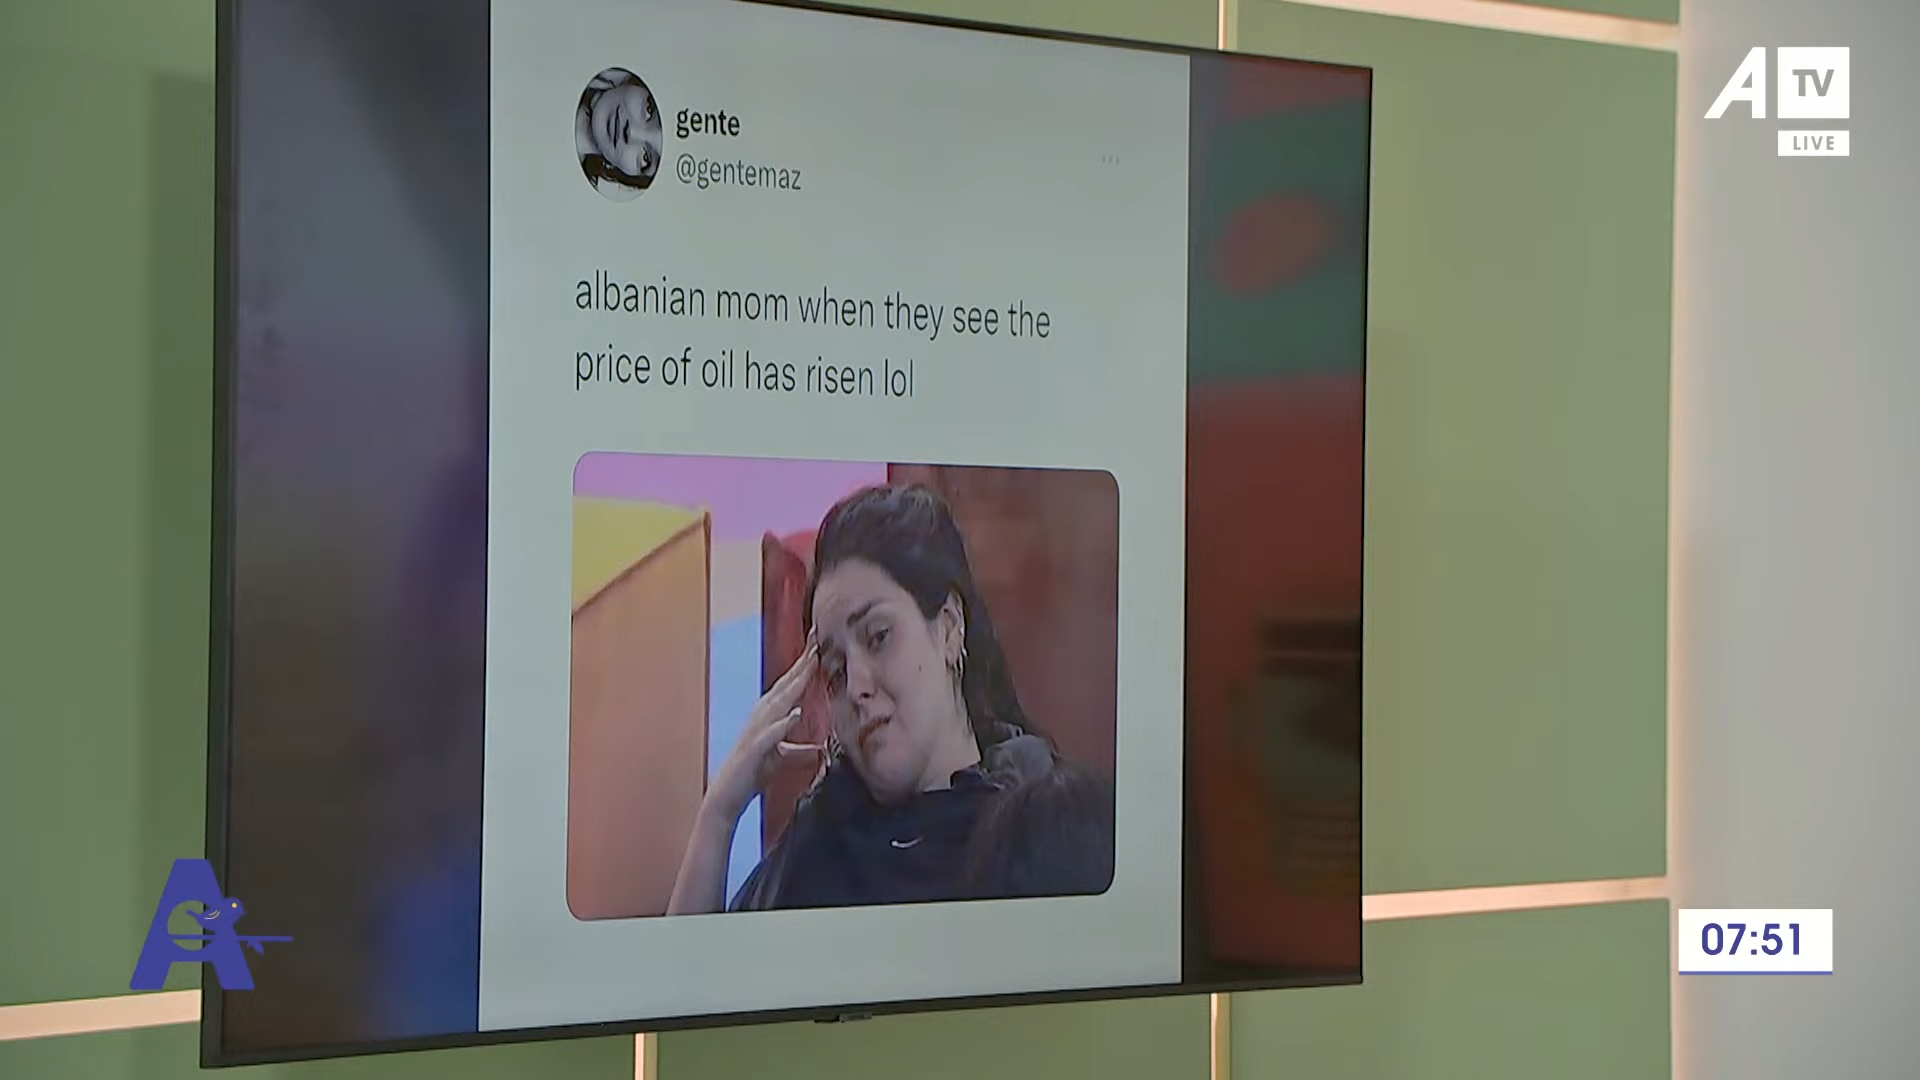 gente
@gentemaz
albanian mom when they see the
price of oil has risen lol
A TV
LIVE
07:51